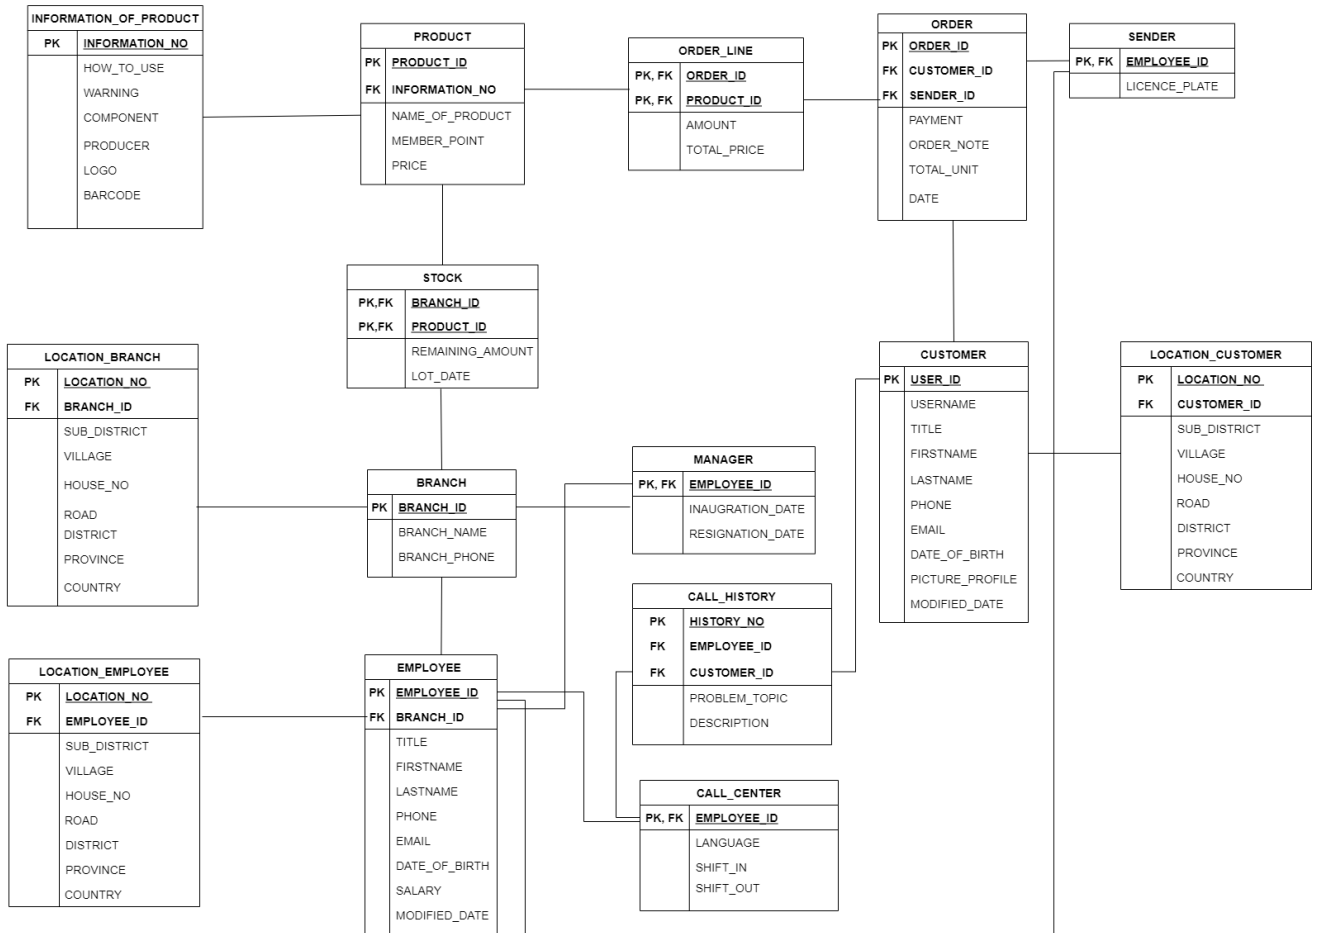 INFORMATION_OF_PRODUCT
PK INFORMATION_NO
HOW_TO_USE
WARNING
COMPONENT
PRODUCER
LOGO
BARCODE
PRODUCT
PK PRODUCT_ID
FK INFORMATION_NO
NAME_OF_PRODUCT
MEMBER_POINT
PRICE
ORDER_LINE
PK, FK ORDER_ID
PK, FK PRODUCT_ID
AMOUNT
TOTAL_PRICE
ORDER
PK ORDER_ID
FK CUSTOMER_ID
FK SENDER_ID
PAYMENT
ORDER_NOTE
TOTAL_UNIT
DATE
SENDER
PK, FK EMPLOYEE_ID
LICENCE_PLATE
STOCK
PK,FK BRANCH_ID
PK,FK PRODUCT_ID
REMAINING_AMOUNT
LOT_DATE
LOCATION_BRANCH
PK LOCATION_NO
FK BRANCH_ID
SUB_DISTRICT
VILLAGE
HOUSE_NO
ROAD
DISTRICT
PROVINCE
COUNTRY
BRANCH
PK BRANCH_ID
BRANCH_NAME
BRANCH_PHONE
MANAGER
PK, FK EMPLOYEE_ID
INAUGRATION_DATE
RESIGNATION_DATE
CUSTOMER
PK USER_ID
USERNAME
TITLE
FIRSTNAME
LASTNAME
PHONE
EMAIL
DATE_OF_BIRTH
PICTURE_PROFILE
MODIFIED_DATE
LOCATION_CUSTOMER
PK LOCATION_NO
FK CUSTOMER_ID
SUB_DISTRICT
VILLAGE
HOUSE_NO
ROAD
DISTRICT
PROVINCE
COUNTRY
CALL_HISTORY
PK HISTORY_NO
FK EMPLOYEE_ID
FK CUSTOMER_ID
PROBLEM_TOPIC
DESCRIPTION
LOCATION_EMPLOYEE
PK LOCATION_NO
FK EMPLOYEE_ID
SUB_DISTRICT
VILLAGE
HOUSE_NO
ROAD
DISTRICT
PROVINCE
COUNTRY
EMPLOYEE
PK EMPLOYEE_ID
FK BRANCH_ID
TITLE
FIRSTNAME
LASTNAME
PHONE
EMAIL
DATE_OF_BIRTH
SALARY
MODIFIED_DATE
CALL_CENTER
PK, FK EMPLOYEE_ID
LANGUAGE
SHIFT_IN
SHIFT_OUT